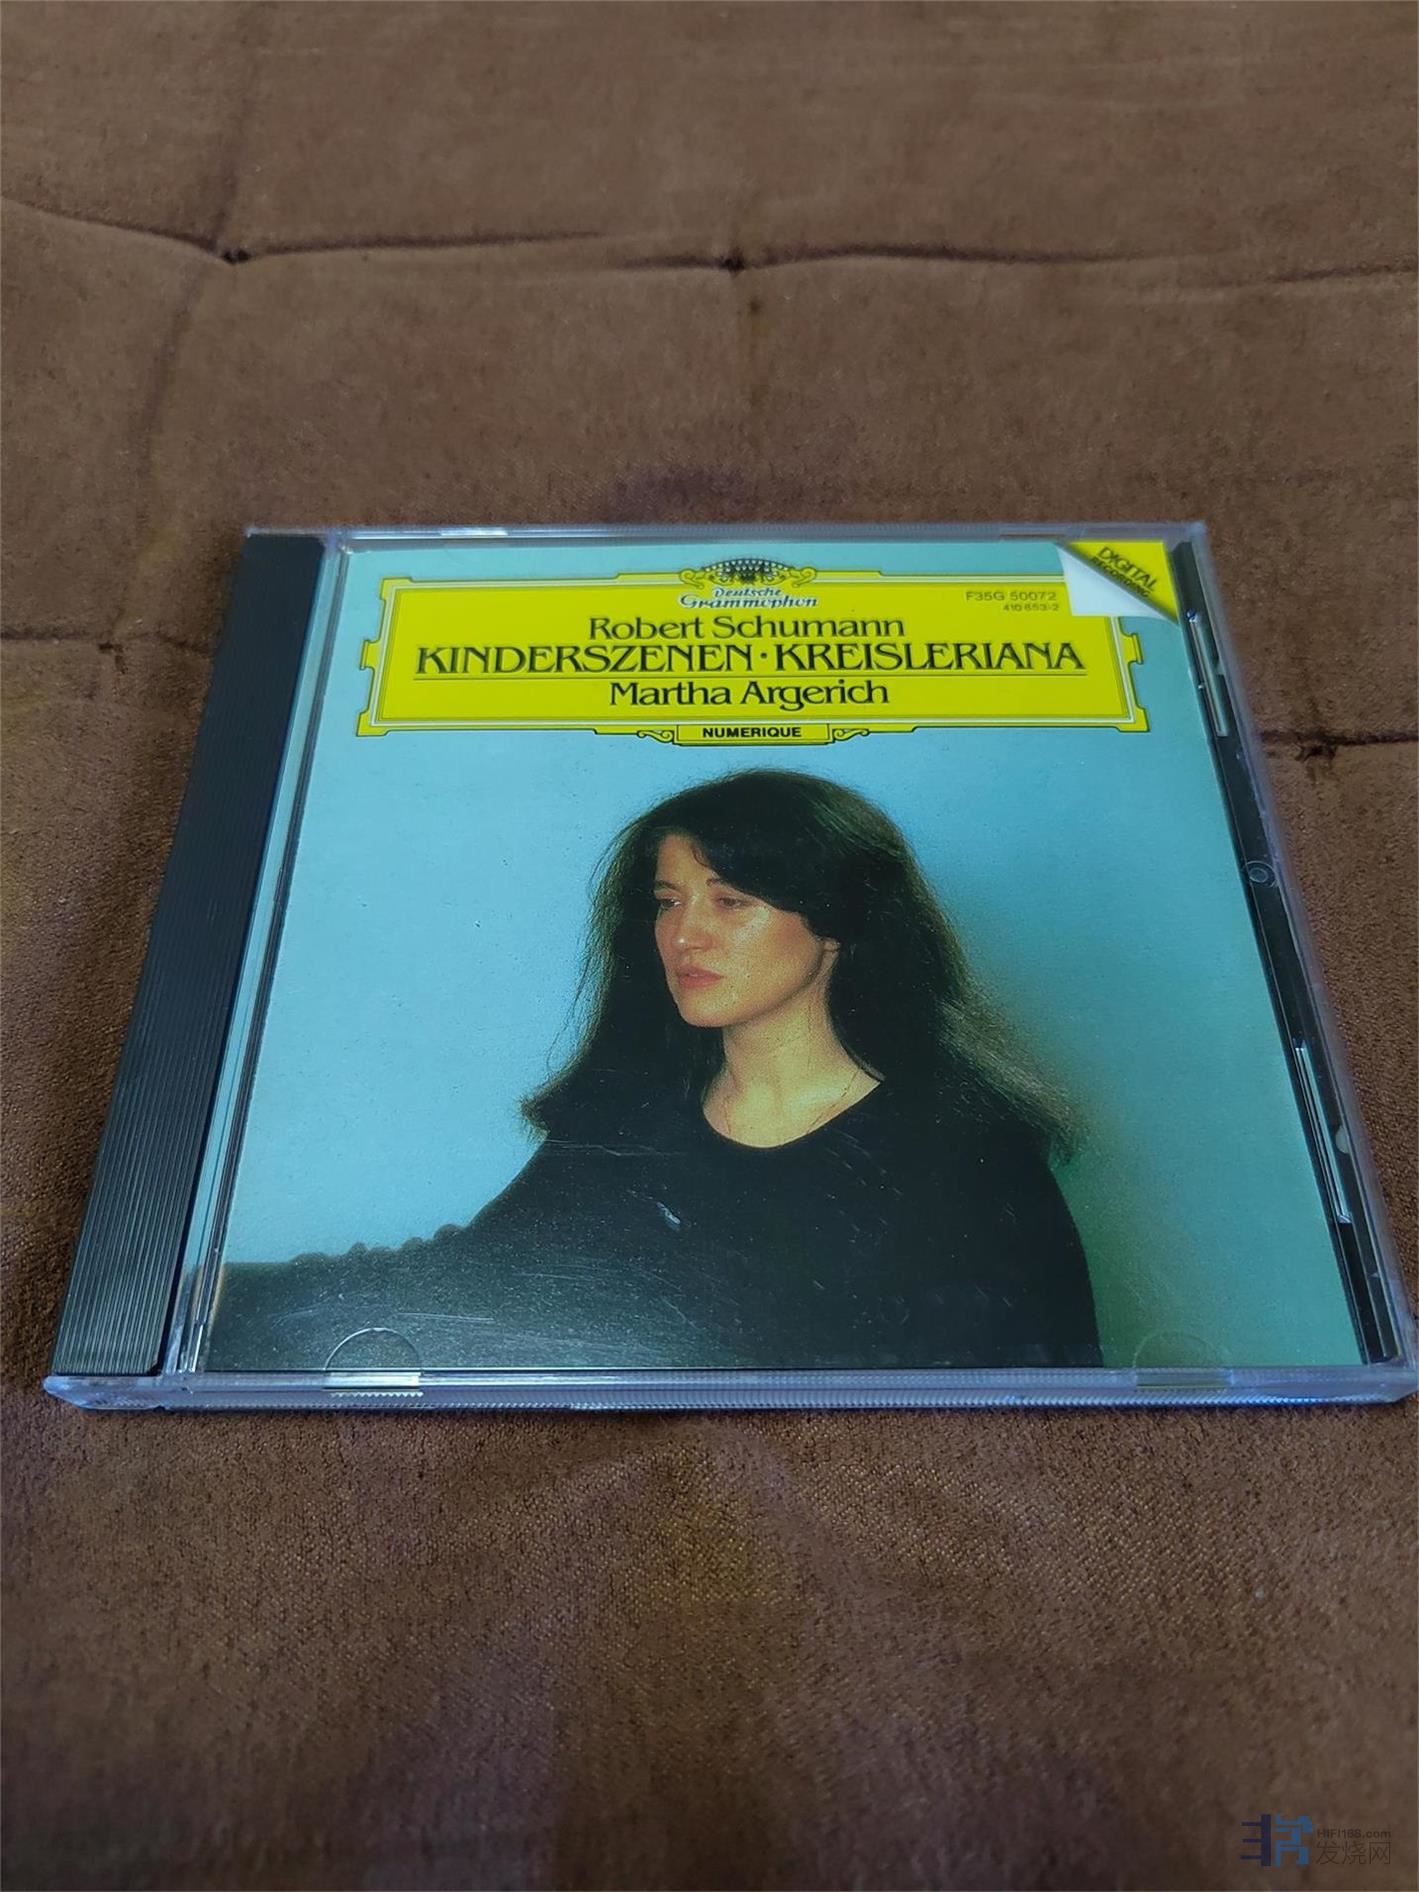 Deutsche
Grammophon
F35G 50072
410 653-2
DIGITAL
RECORDING
Robert Schumann
KINDERSZENEN · KREISLERIANA
Martha Argerich
NUMERIQUE
HIFI168.com
发烧网